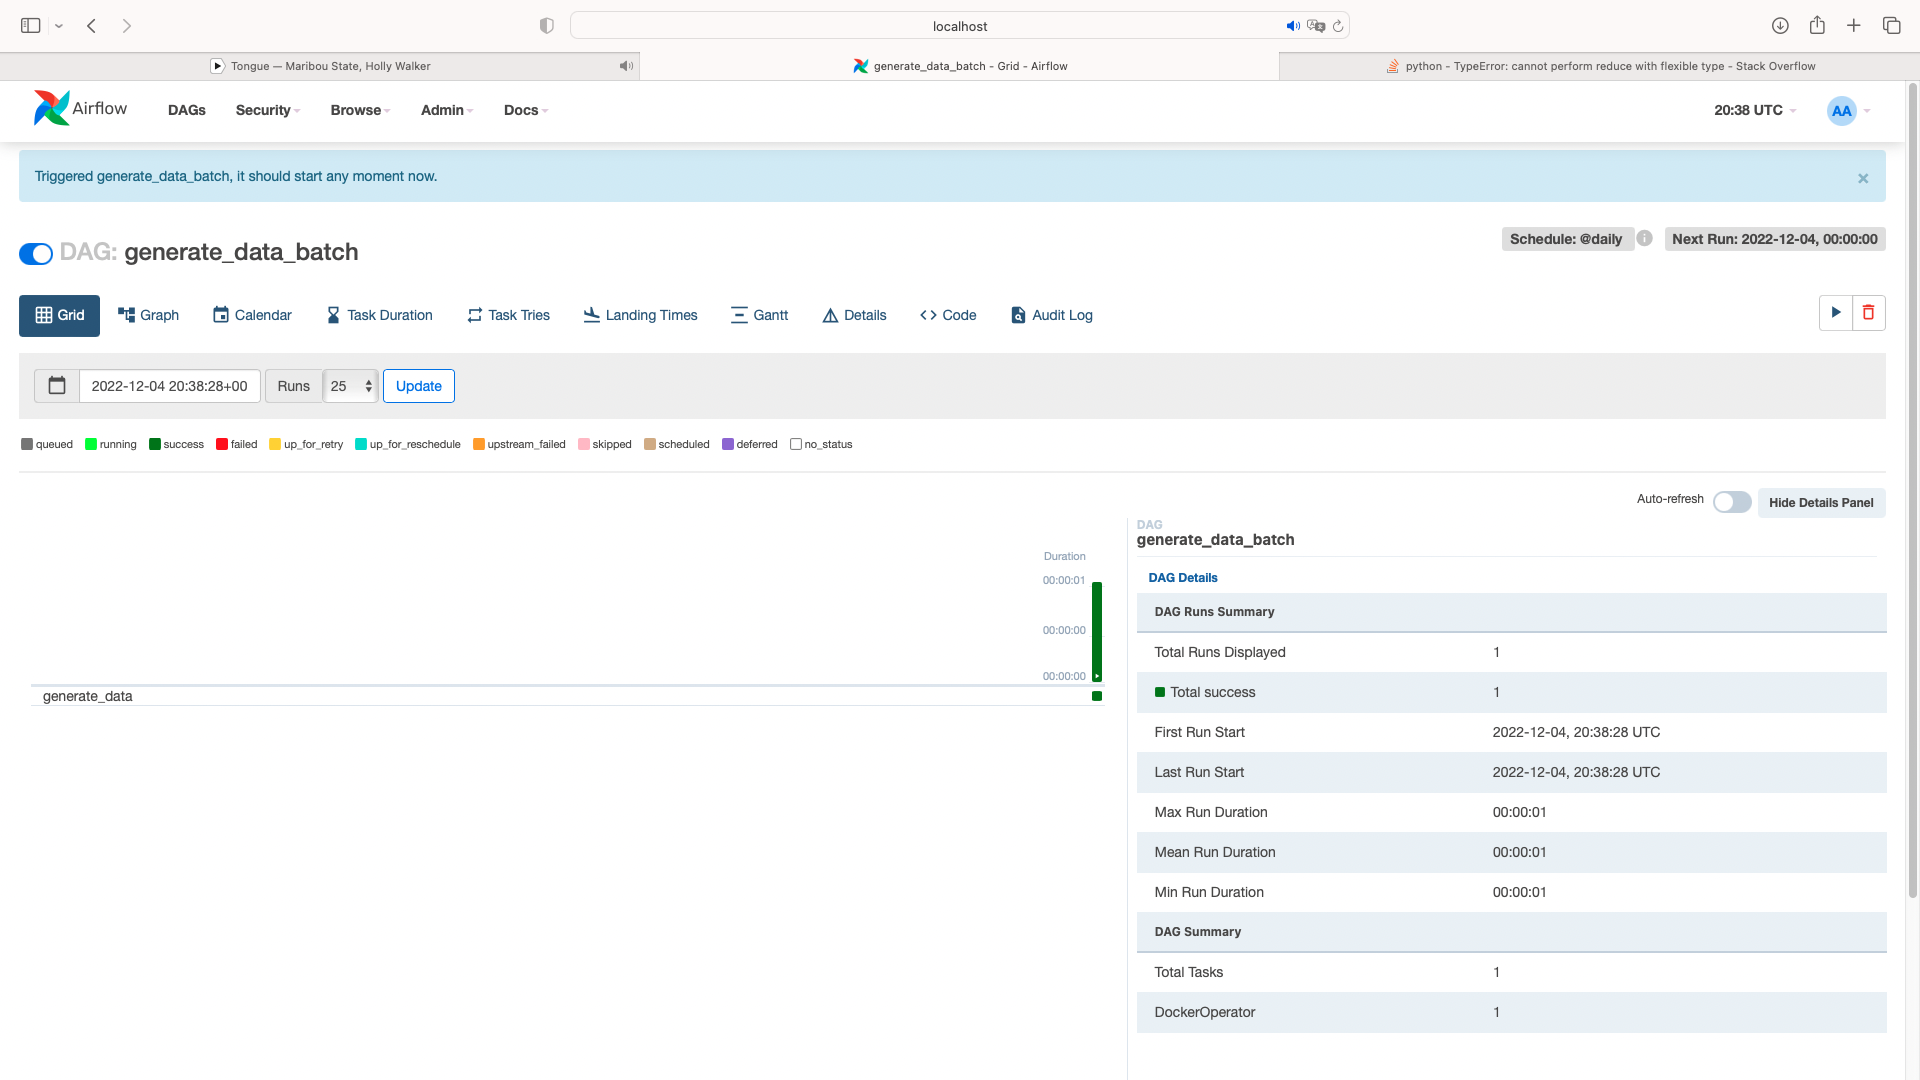 localhost
Tongue — Maribou State, Holly Walker
generate_data_batch - Grid - Airflow
python - TypeError: cannot perform reduce with flexible type - Stack Overflow
Airflow DAGs Security Browse Admin Docs 20:38 UTC AA
Triggered generate_data_batch, it should start any moment now. ×
DAG: generate_data_batch
Schedule: @daily Next Run: 2022-12-04, 00:00:00
Grid Graph Calendar Task Duration Task Tries Landing Times Gantt Details Code Audit Log
2022-12-04 20:38:28+00 Runs 25 Update
queued running success failed up_for_retry up_for_reschedule upstream_failed skipped scheduled deferred no_status
Auto-refresh Hide Details Panel
Duration
00:00:01
00:00:00
00:00:00
generate_data
DAG
generate_data_batch
DAG Details
DAG Runs Summary
Total Runs Displayed 1
Total success 1
First Run Start 2022-12-04, 20:38:28 UTC
Last Run Start 2022-12-04, 20:38:28 UTC
Max Run Duration 00:00:01
Mean Run Duration 00:00:01
Min Run Duration 00:00:01
DAG Summary
Total Tasks 1
DockerOperator 1